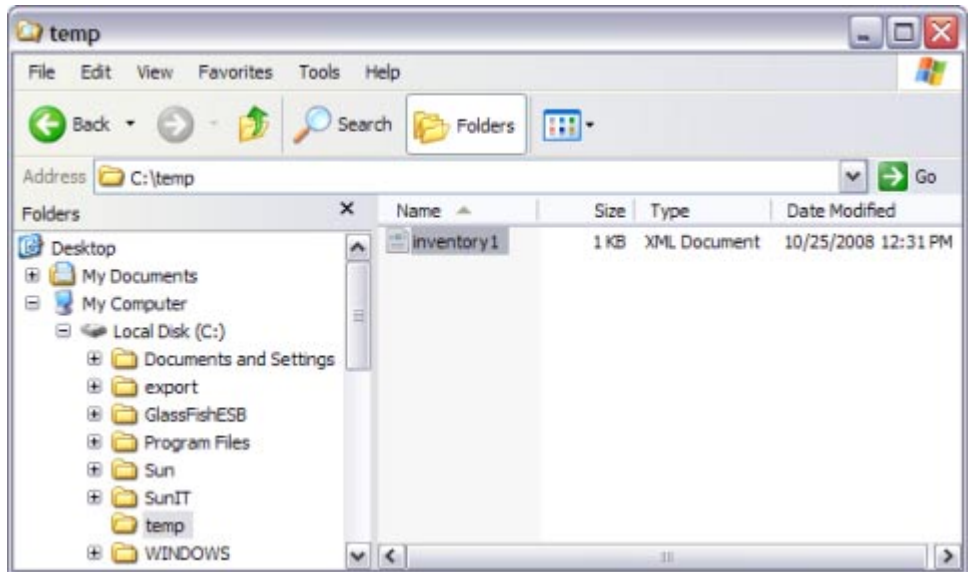 temp
File Edit View Favorites Tools Help
Back Search Folders
Address C:\temp Go
Folders Name Size Type Date Modified
Desktop inventory1 1 KB XML Document 10/25/2008 12:31 PM
My Documents
My Computer
Local Disk (C:)
Documents and Settings
export
GlassFishESB
Program Files
Sun
SunIT
temp
WINDOWS